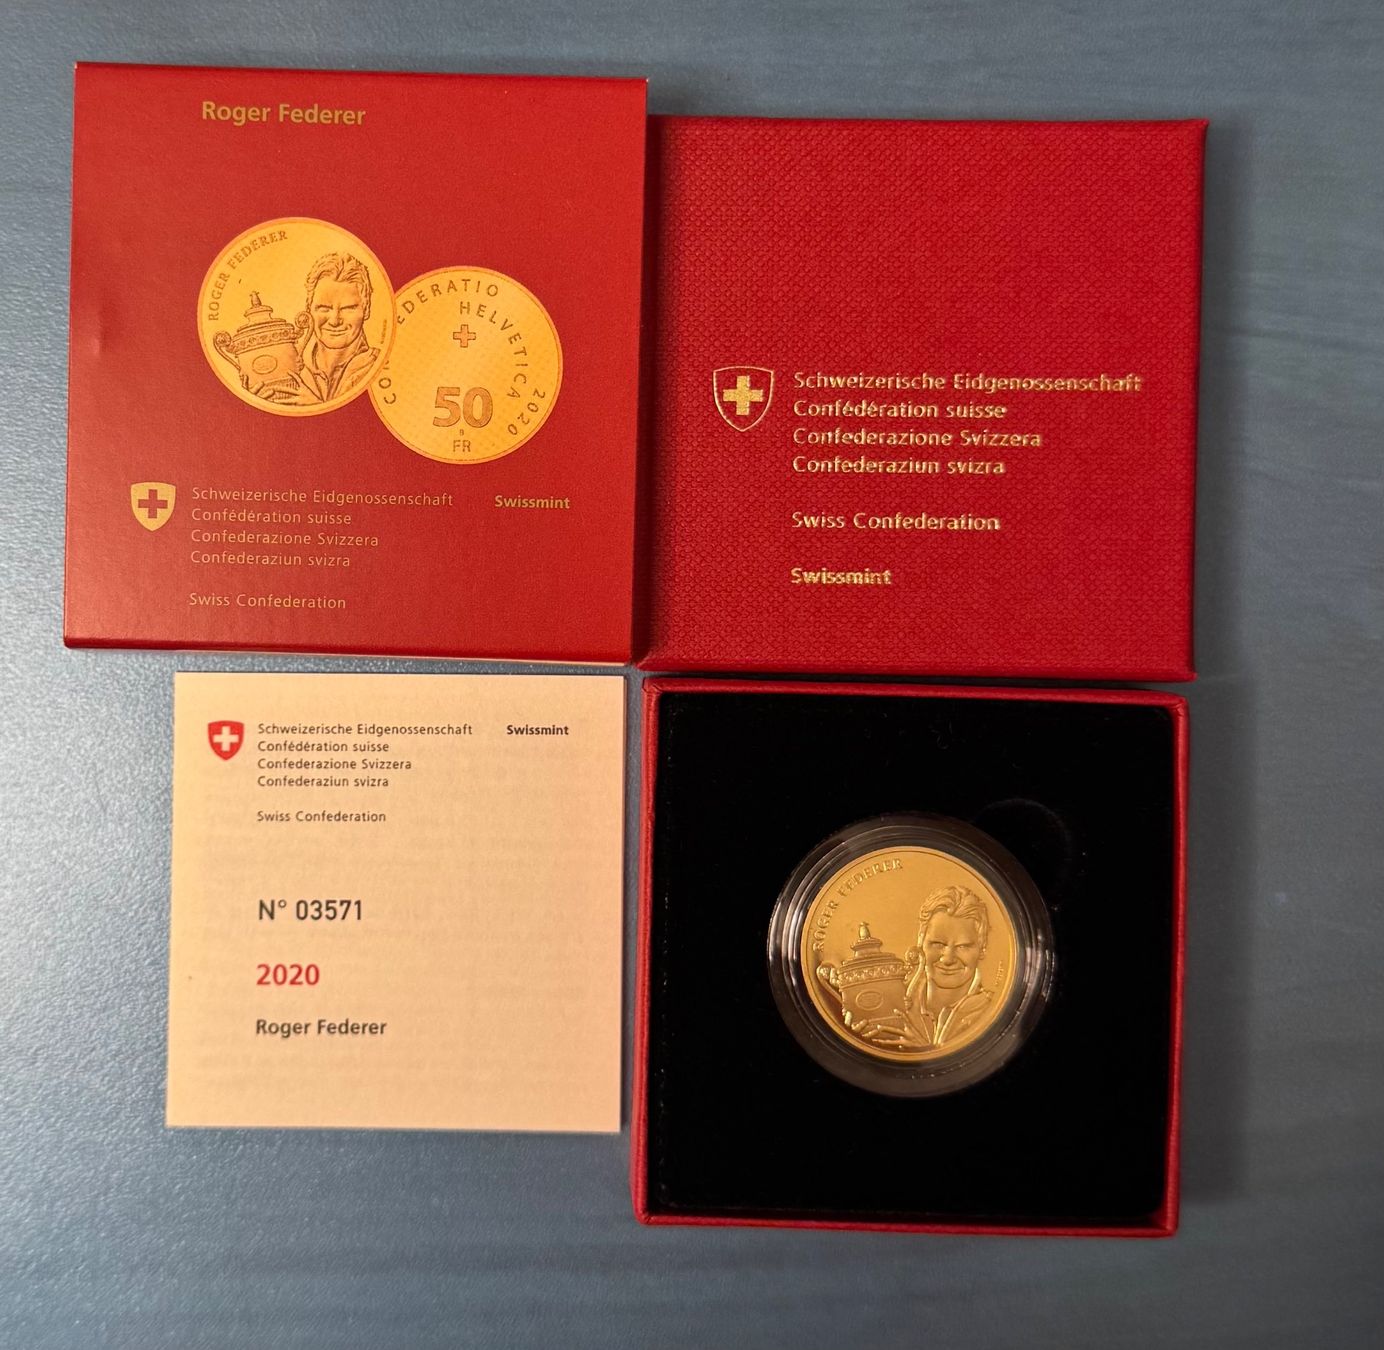 Roger Federer
ROGER FEDERER
CONFEDERATIO
HELVETICA 2020
50
B
FR
Schweizerische Eidgenossenschaft Swissmint
Confédération suisse
Confederazione Svizzera
Confederaziun svizra
Swiss Confederation
Schweizerische Eidgenossenschaft
Confédération suisse
Confederazione Svizzera
Confederaziun svizra
Swiss Confederation
Swissmint
Schweizerische Eidgenossenschaft Swissmint
Confédération suisse
Confederazione Svizzera
Confederaziun svizra
Swiss Confederation
N° 03571
2020
Roger Federer
ROGER FEDERER